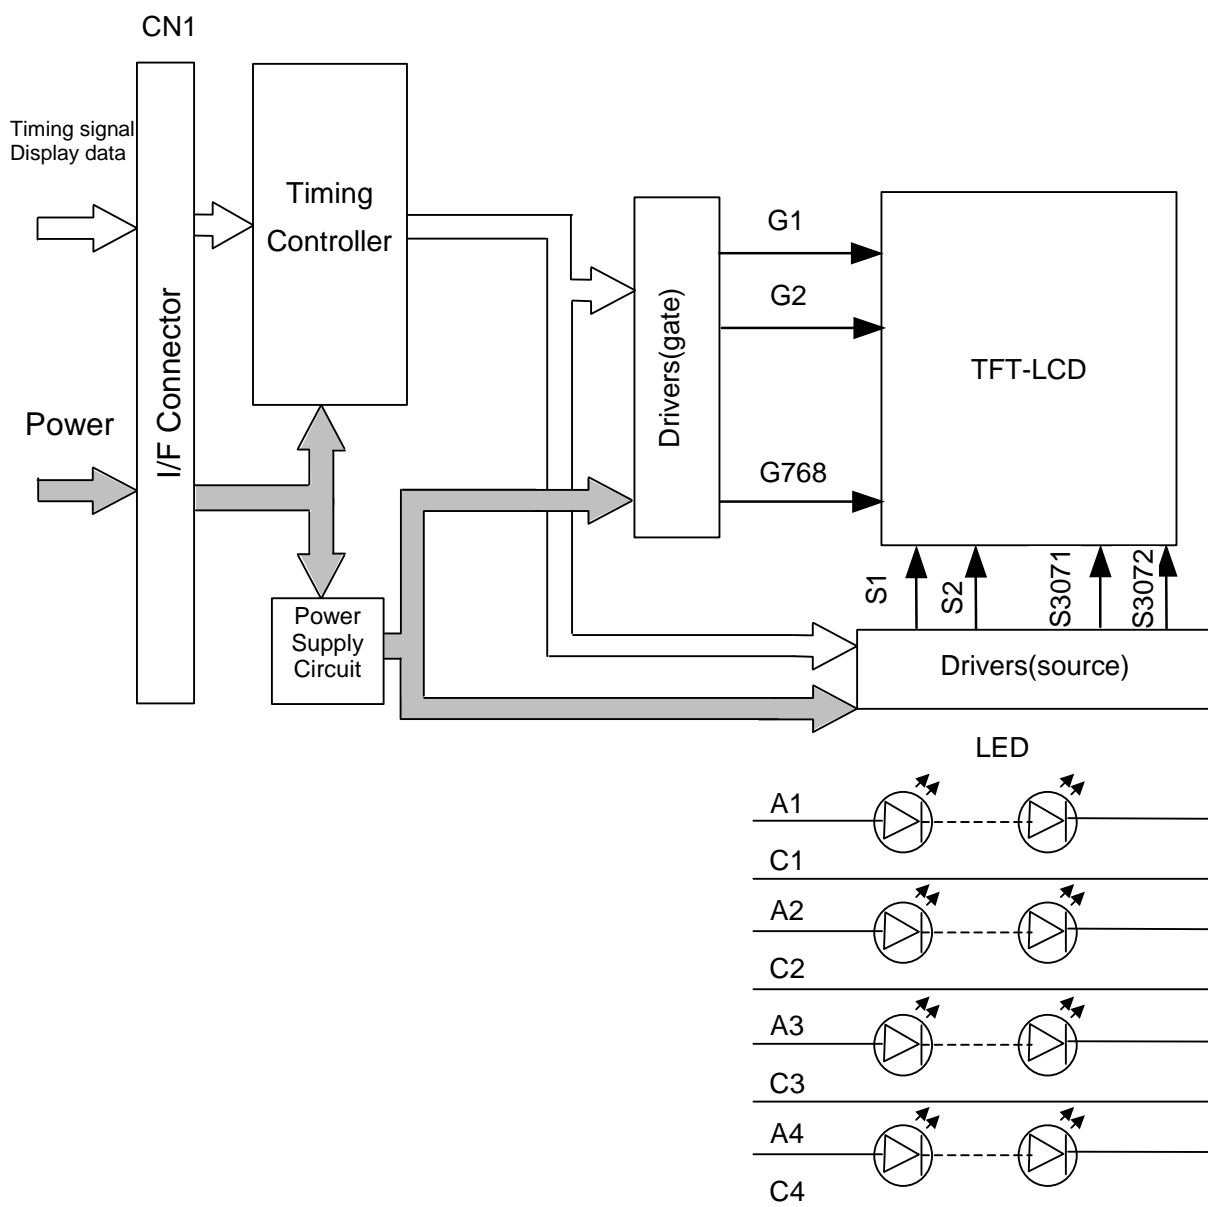 CN1
Timing signal
Display data
Timing
Controller
Power
I/F Connector
Power
Supply
Circuit
Drivers(gate)
G1
G2
G768
TFT-LCD
S1
S2
S3071
S3072
Drivers(source)
LED
A1
C1
A2
C2
A3
C3
A4
C4